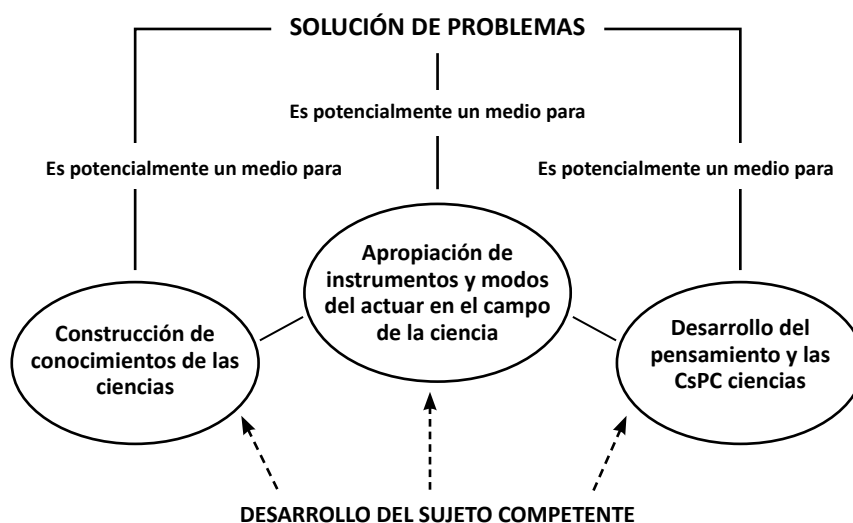 SOLUCIÓN DE PROBLEMAS
Es potencialmente un medio para
Es potencialmente un medio para
Es potencialmente un medio para
Apropiación de
instrumentos y modos
del actuar en el campo
de la ciencia
Construcción de
conocimientos de las
ciencias
Desarrollo del
pensamiento y las
CsPC ciencias
DESARROLLO DEL SUJETO COMPETENTE